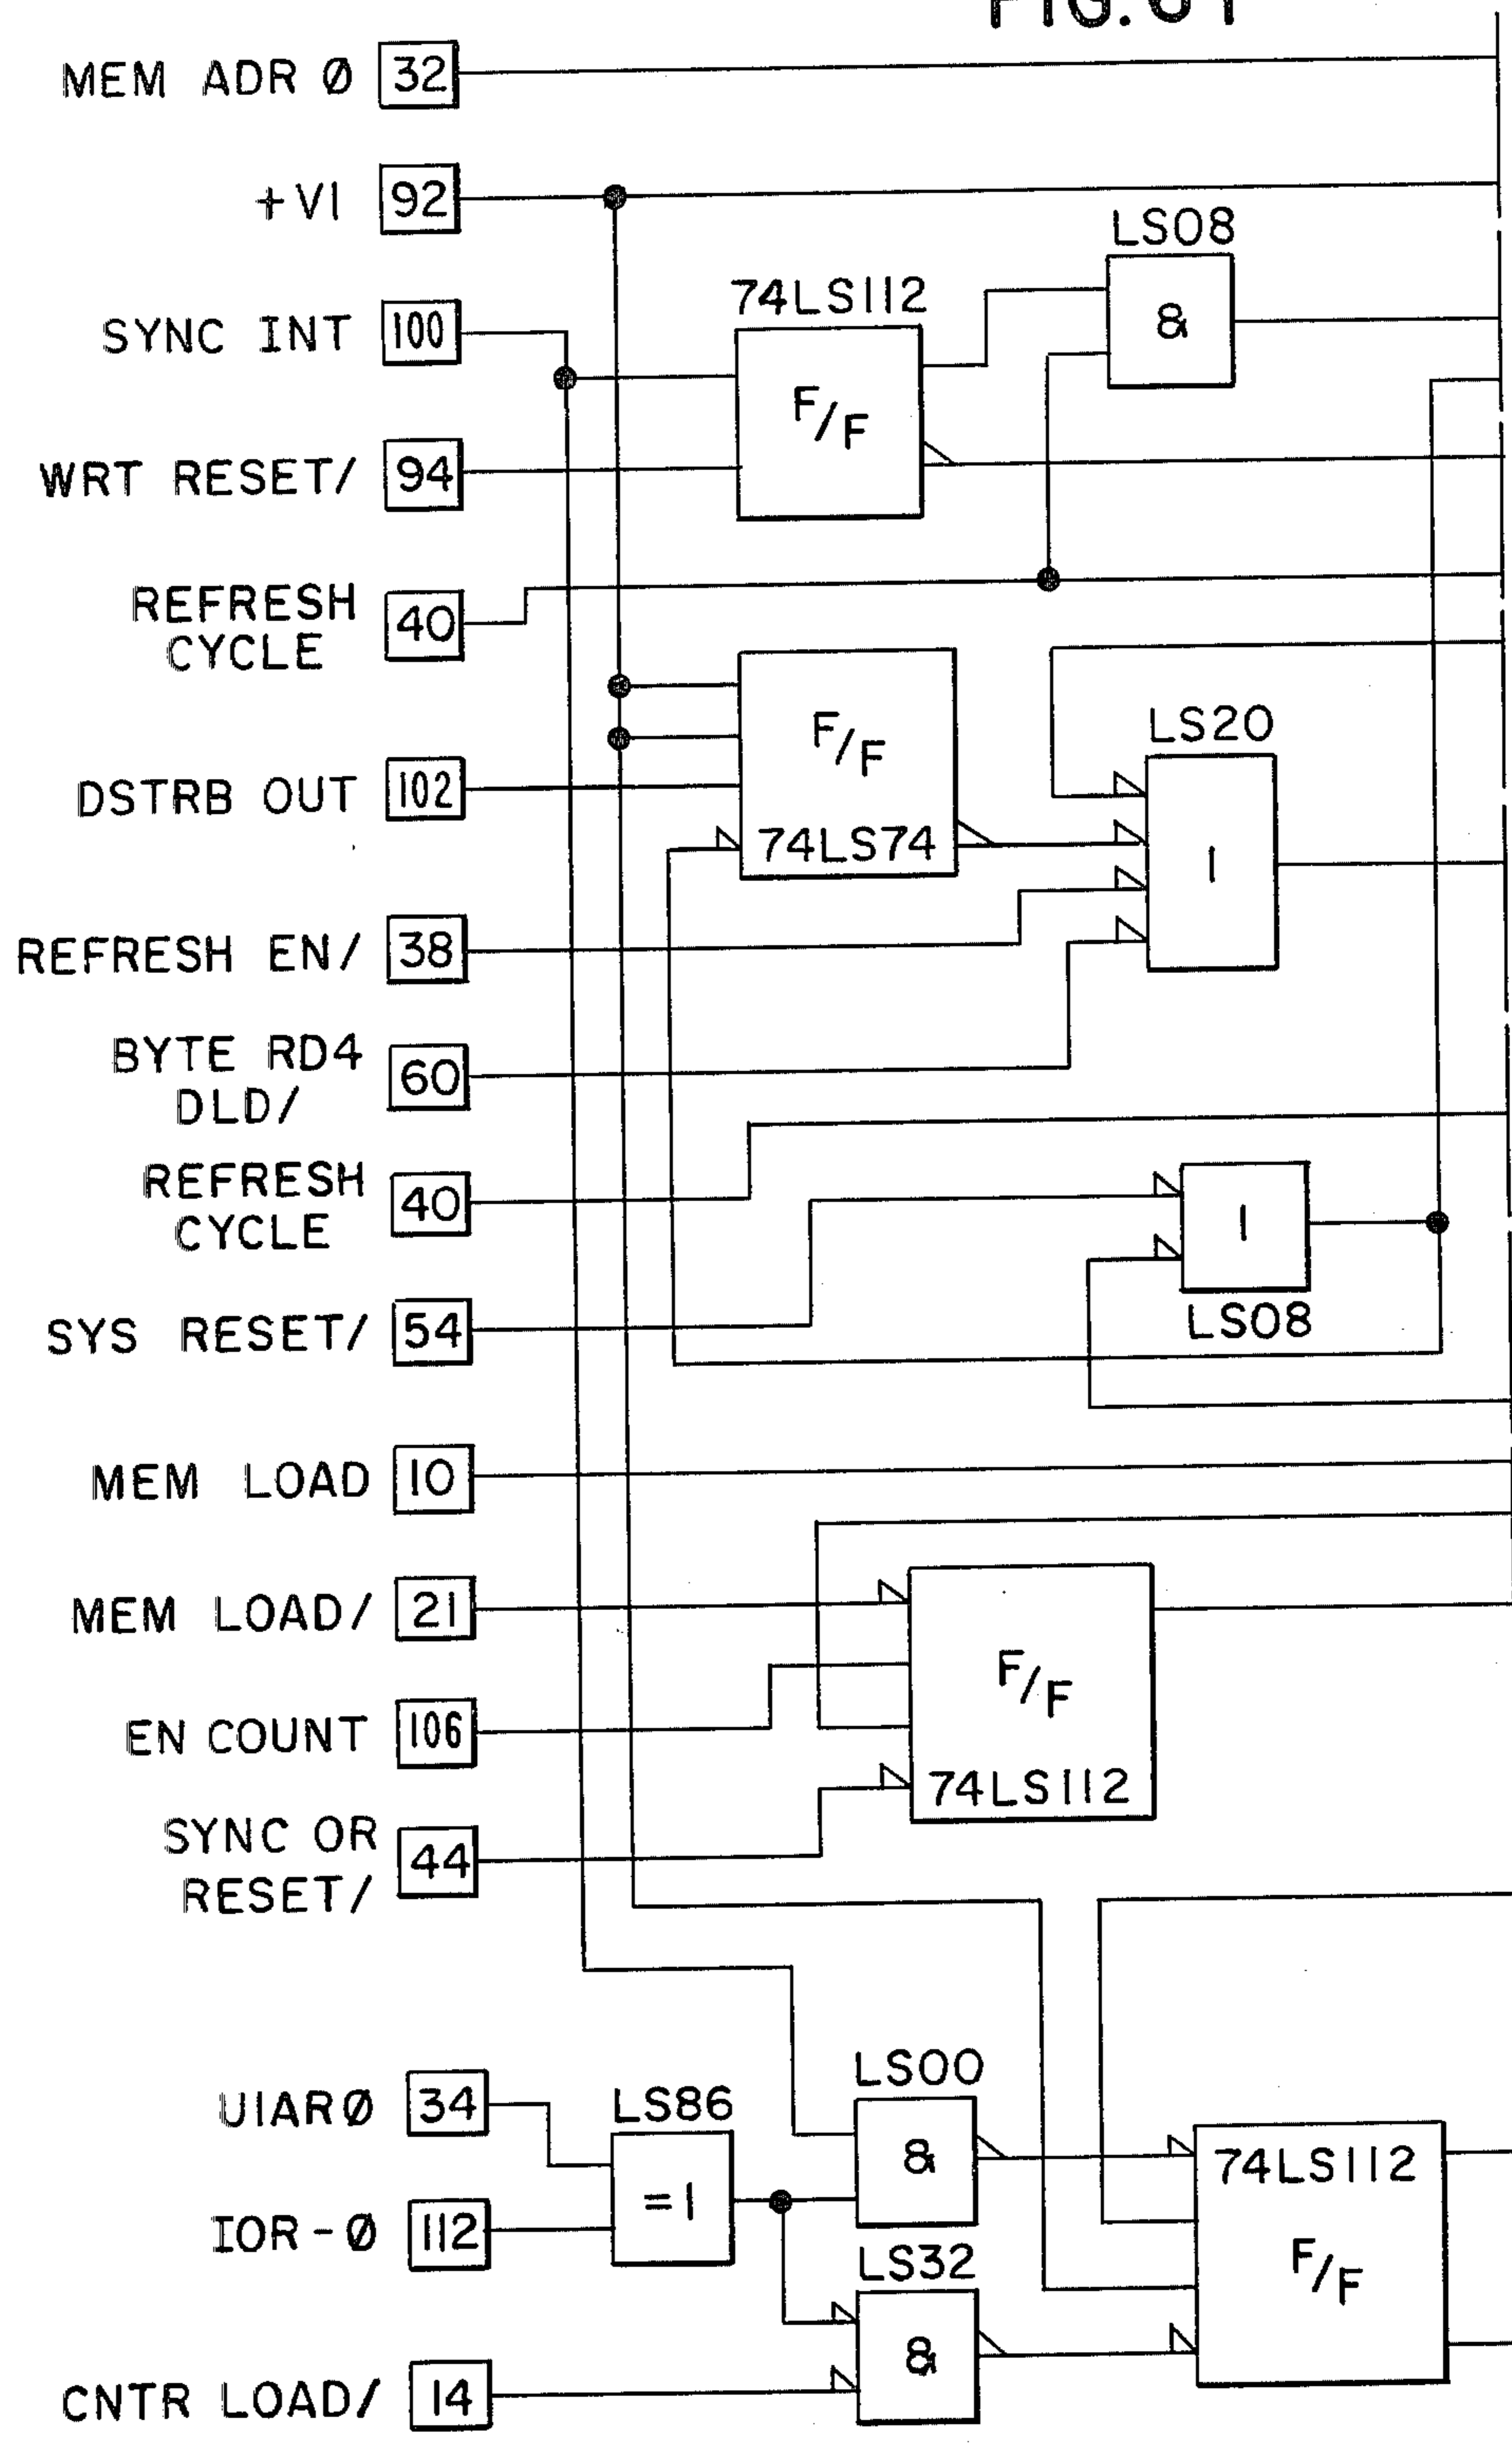 MEM ADR Ø 32
+V1 92
LS08
&
SYNC INT 100
74LS112
F/F
WRT RESET/ 94
REFRESH
CYCLE 40
F/F
74LS74
LS20
1
DSTRB OUT 102
REFRESH EN/ 38
BYTE RD4
DLD/ 60
REFRESH
CYCLE 40
1
LS08
SYS RESET/ 54
MEM LOAD 10
MEM LOAD/ 21
F/F
74LS112
EN COUNT 106
SYNC OR
RESET/ 44
LS00
&
UIARØ 34
LS86
=1
74LS112
F/F
IOR-Ø 112
LS32
&
CNTR LOAD/ 14